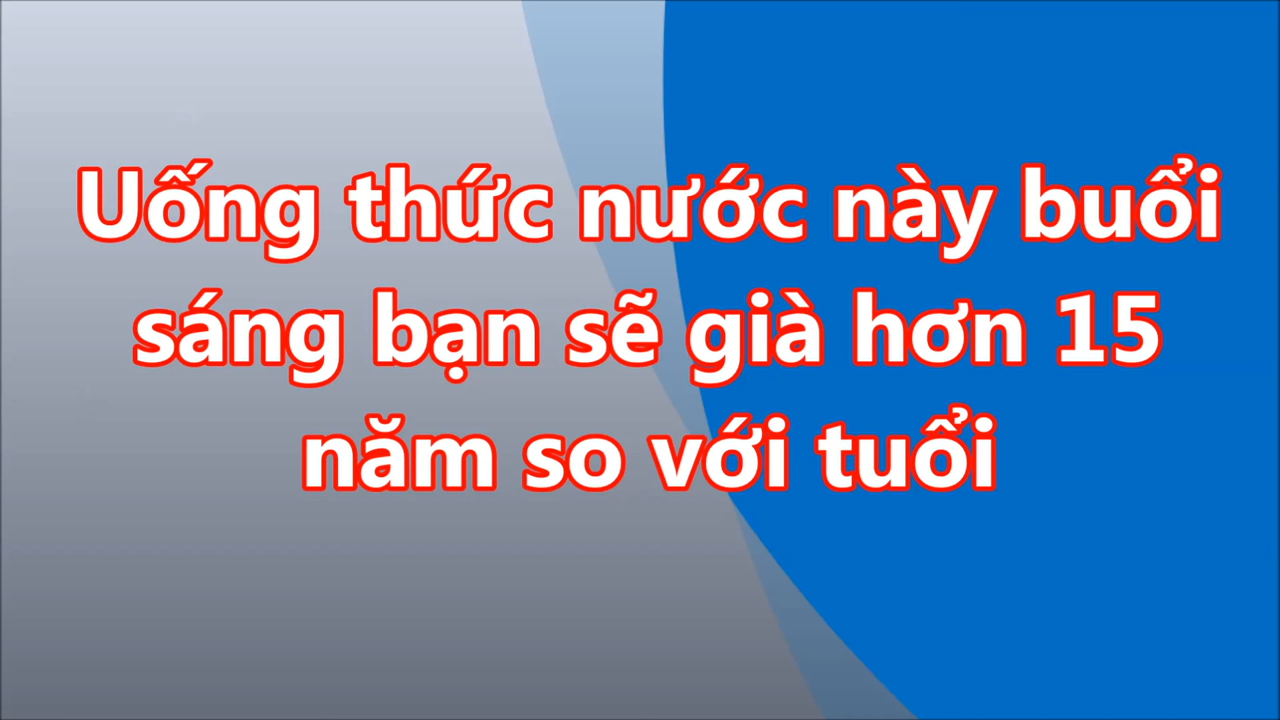 Uống thức nước này buổi
sáng bạn sẽ già hơn 15
năm so với tuổi